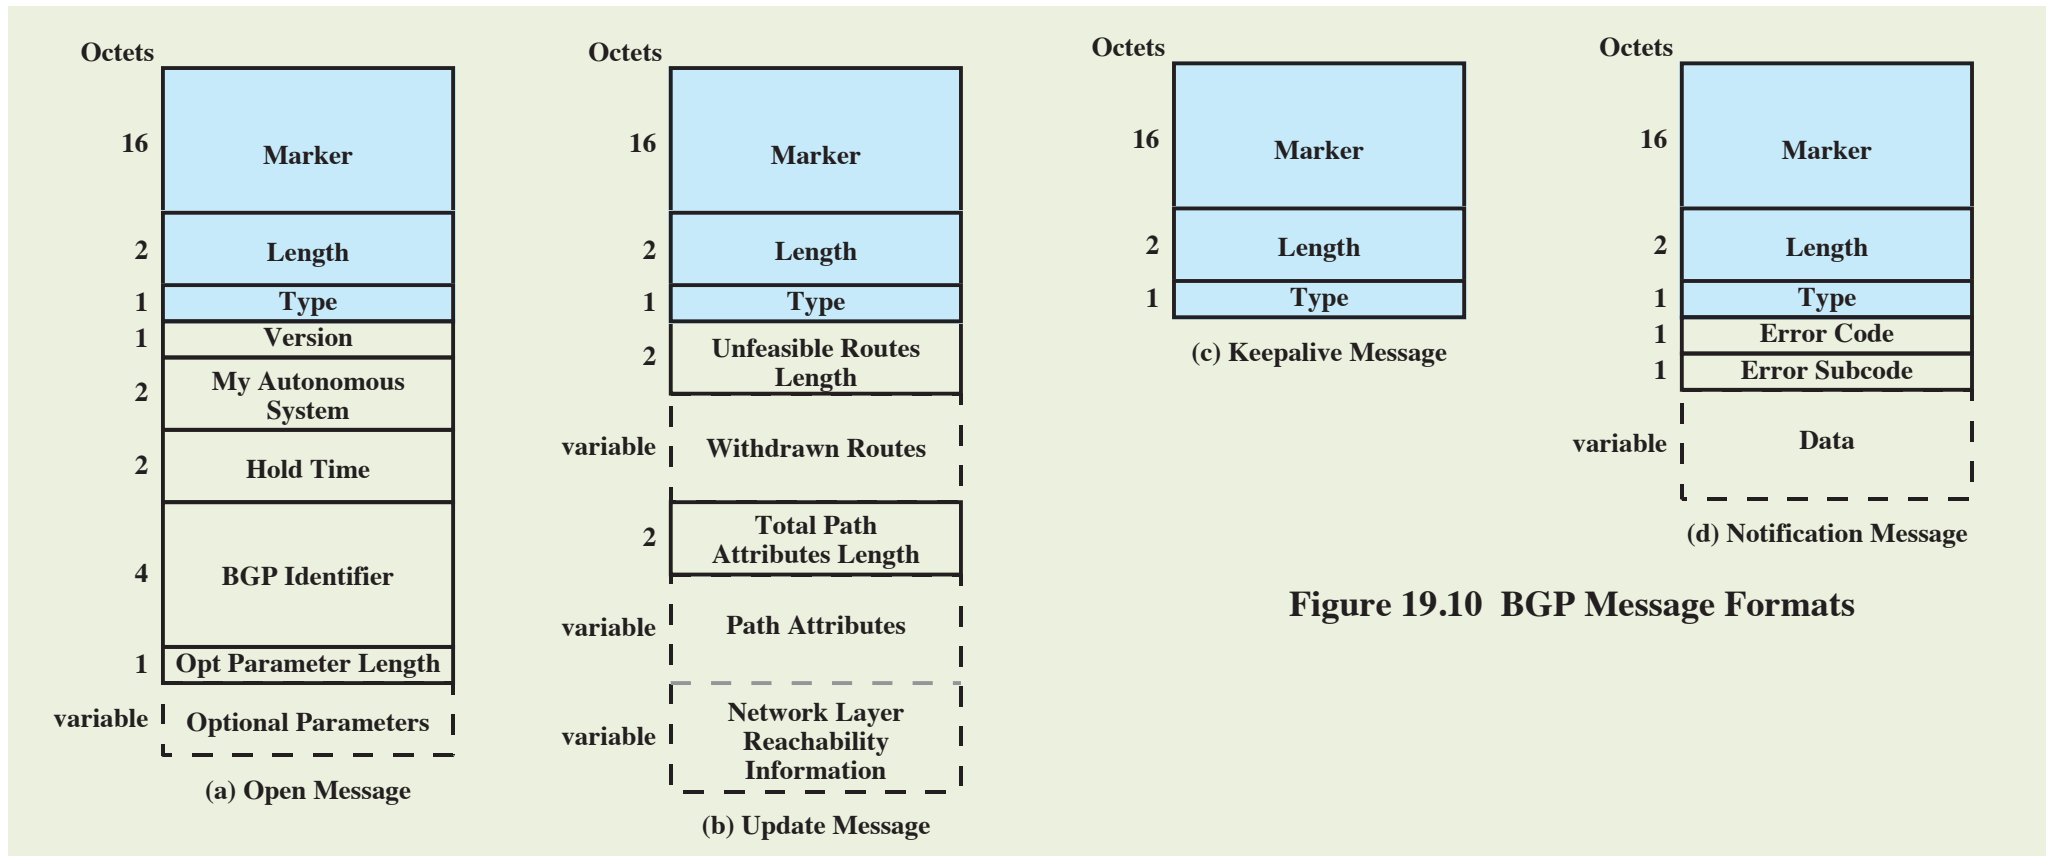 Octets
16
Marker
2
Length
1
Type
1
Version
2
My Autonomous
System
2
Hold Time
4
BGP Identifier
1
Opt Parameter Length
variable
Optional Parameters
(a) Open Message
Octets
16
Marker
2
Length
1
Type
2
Unfeasible Routes
Length
variable
Withdrawn Routes
2
Total Path
Attributes Length
variable
Path Attributes
variable
Network Layer
Reachability
Information
(b) Update Message
Octets
16
Marker
2
Length
1
Type
(c) Keepalive Message
Octets
16
Marker
2
Length
1
Type
1
Error Code
1
Error Subcode
variable
Data
(d) Notification Message
Figure 19.10 BGP Message Formats